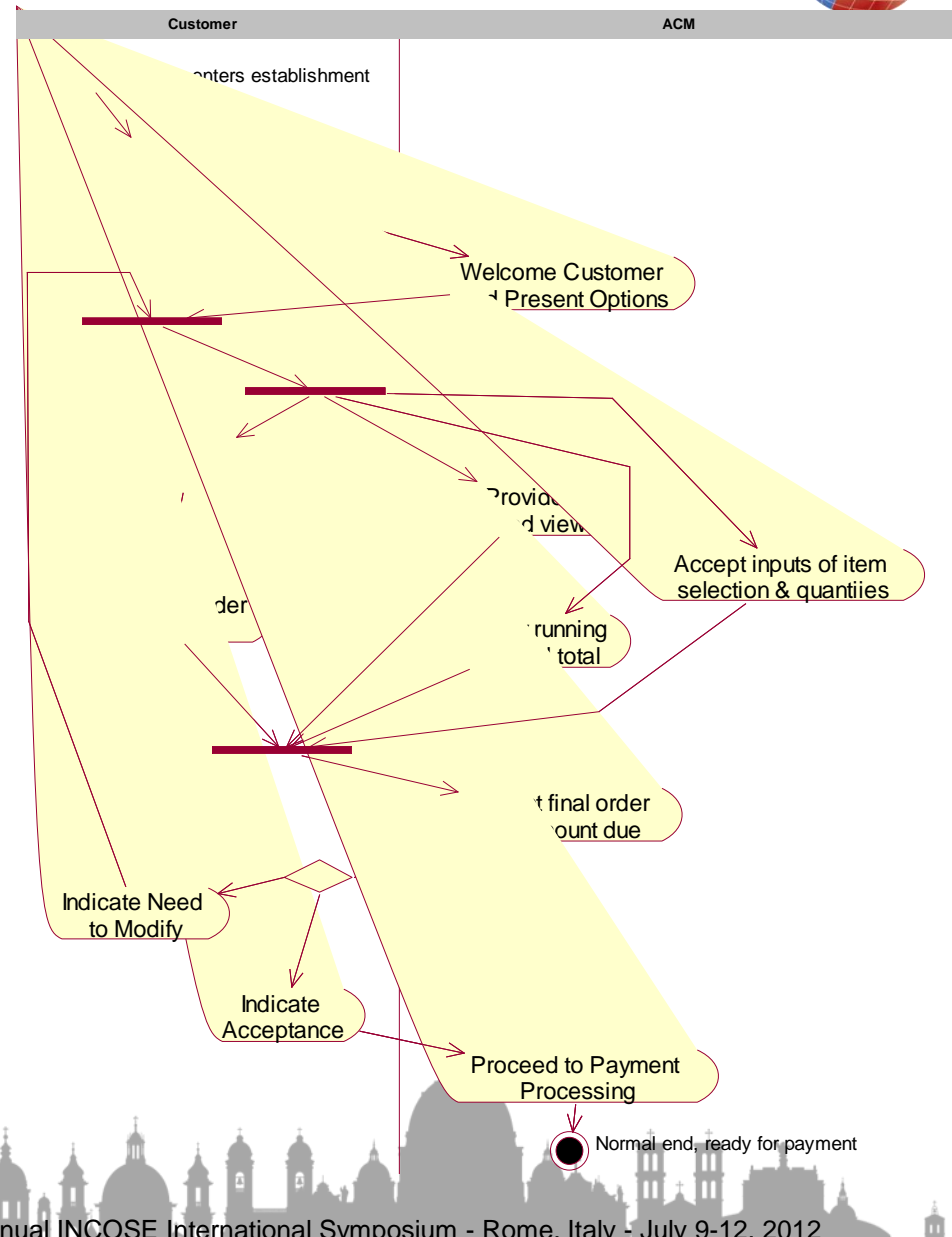 Customer
ACM
enters establishment
Welcome Customer
Present Options
view
Accept inputs of item
selection & quantiies
running
total
final order
due
Indicate Need
to Modify
Indicate
Acceptance
Proceed to Payment
Processing
Normal end, ready for payment
INCOSE International Symposium - Rome, Italy - July 9-12, 2012